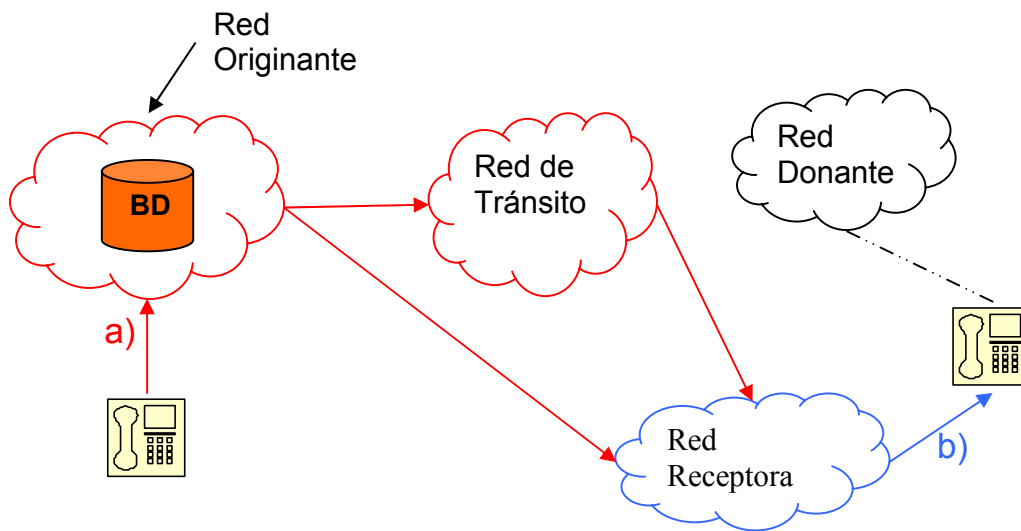 Red
Originante
BD
Red de
Tránsito
Red
Donante
a)
Red
Receptora
b)